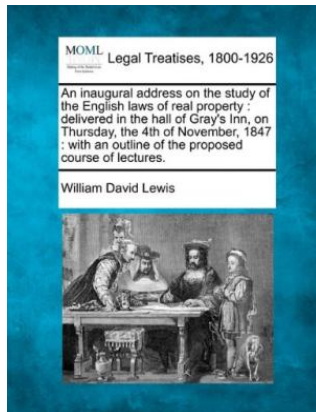 MOML Legal Treatises, 1800-1926
An inaugural address on the study of
the English laws of real property :
delivered in the hall of Gray's Inn, on
Thursday, the 4th of November, 1847
: with an outline of the proposed
course of lectures.
William David Lewis